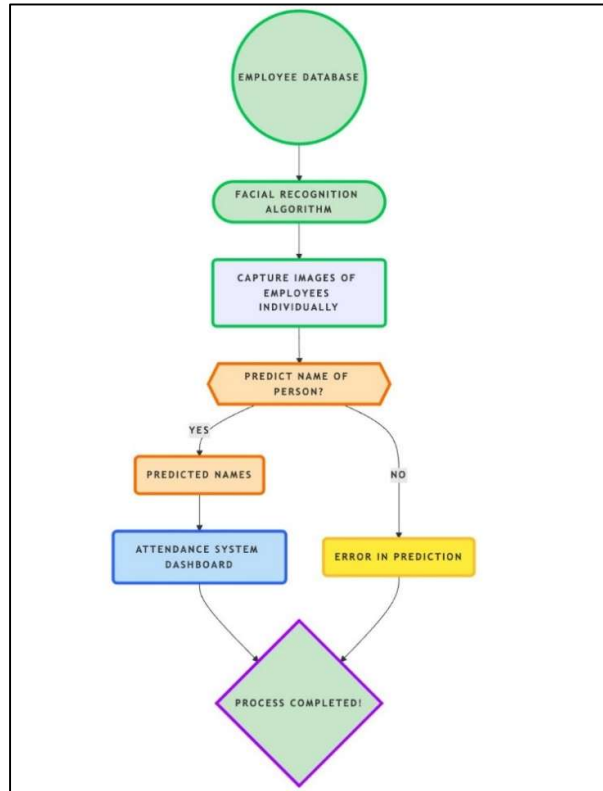 EMPLOYEE DATABASE
FACIAL RECOGNITION
ALGORITHM
CAPTURE IMAGES OF
EMPLOYEES
INDIVIDUALLY
PREDICT NAME OF
PERSON?
YES
NO
PREDICTED NAMES
ATTENDANCE SYSTEM
DASHBOARD
ERROR IN PREDICTION
PROCESS COMPLETED!